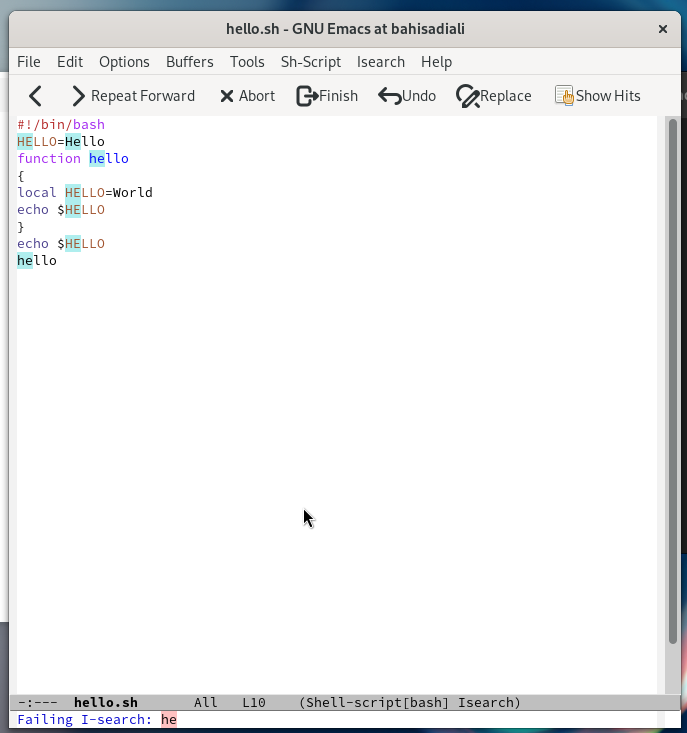 hello.sh - GNU Emacs at bahisadiali
File Edit Options Buffers Tools Sh-Script Isearch Help
Repeat Forward Abort Finish Undo Replace Show Hits
#!/bin/bash
HELLO=Hello
function hello
{
local HELLO=World
echo $HELLO
}
echo $HELLO
hello
-:--- hello.sh All L10 (Shell-script[bash] Isearch)
Failing I-search: he